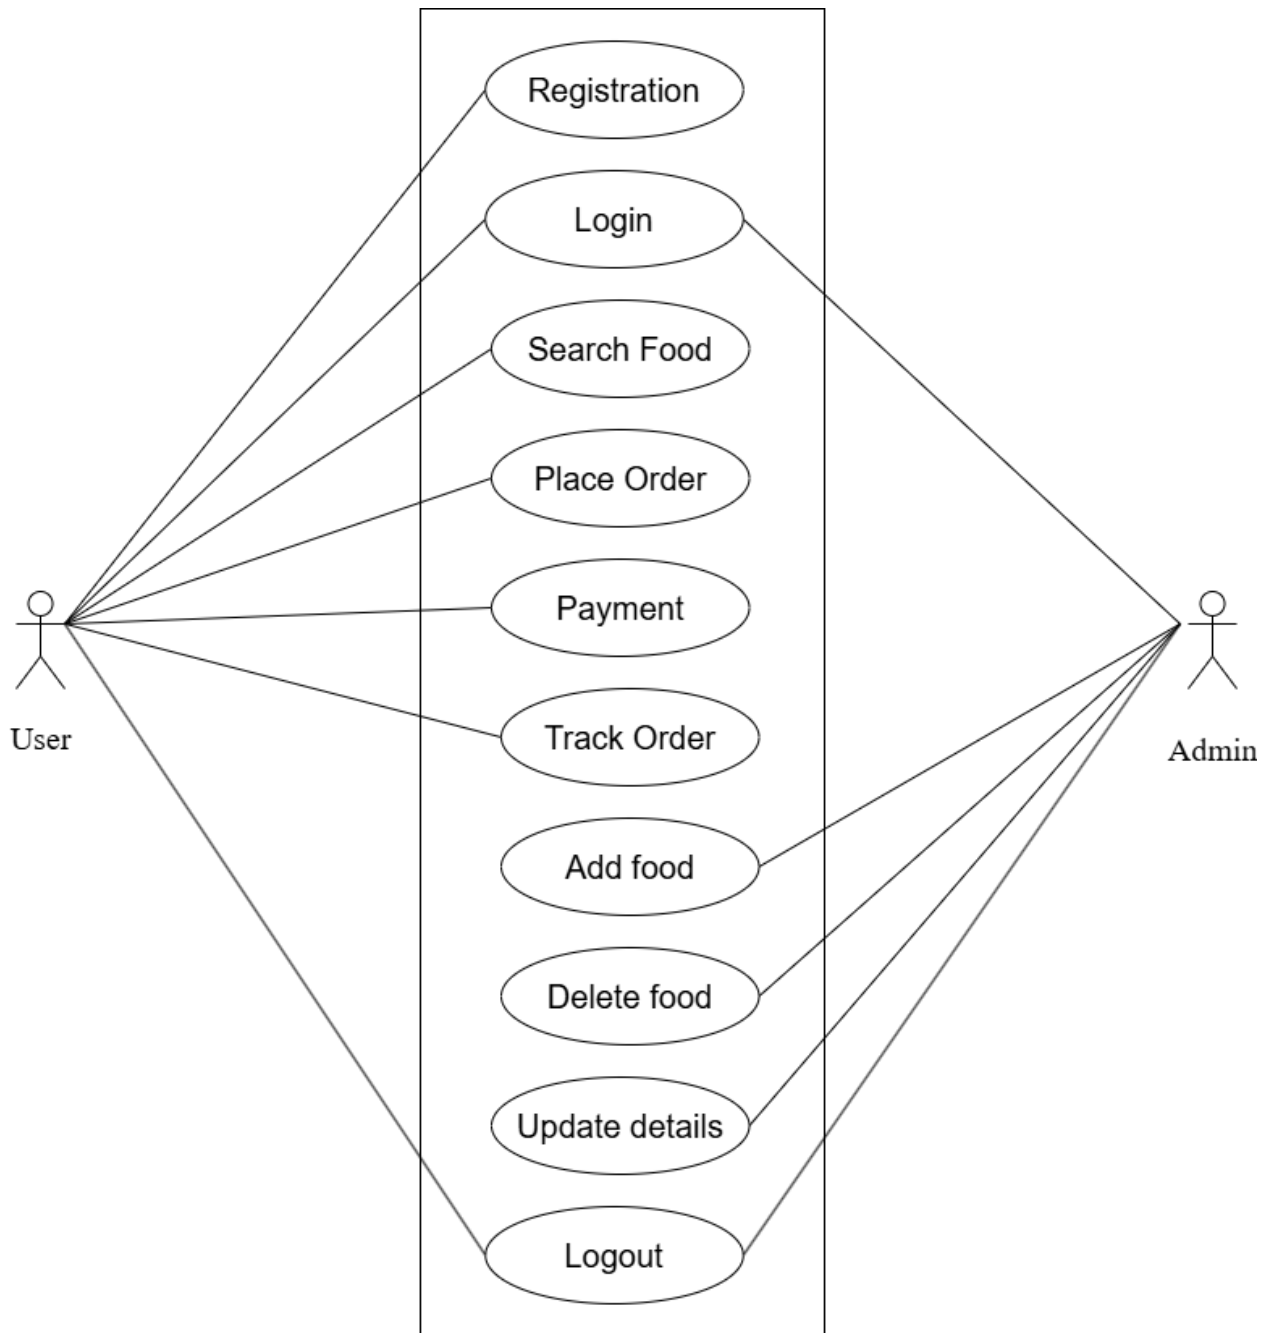 Registration
Login
Search Food
Place Order
Payment
Track Order
User
Admin
Add food
Delete food
Update details
Logout